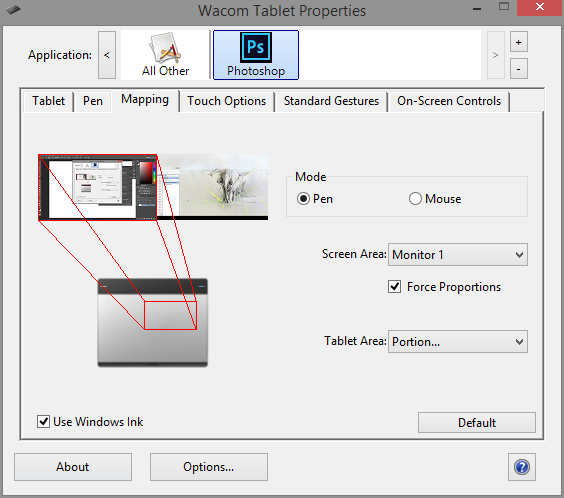 Wacom Tablet Properties
Application:
<
All Other
Ps
Photoshop
>
+
-
Tablet
Pen
Mapping
Touch Options
Standard Gestures
On-Screen Controls
Mode
Pen
Mouse
Screen Area:
Monitor 1
Force Proportions
Tablet Area:
Portion...
Use Windows Ink
Default
About
Options...
?